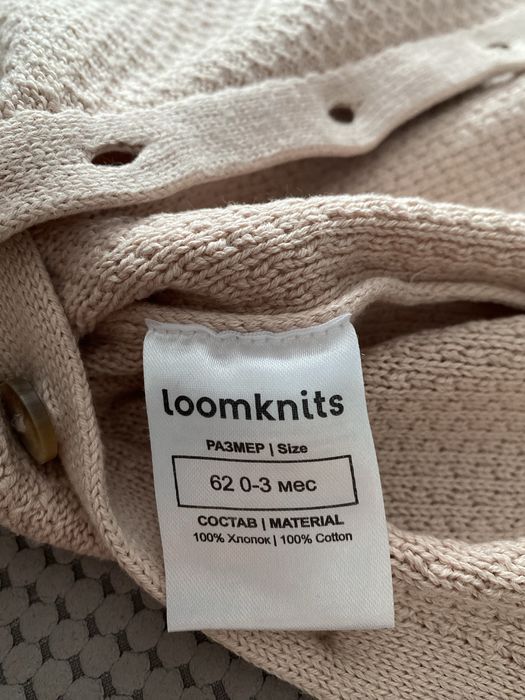 loomknits
РАЗМЕР | Size
62 0-3 мес
СОСТАВ | MATERIAL
100% Хлопок | 100% Cotton